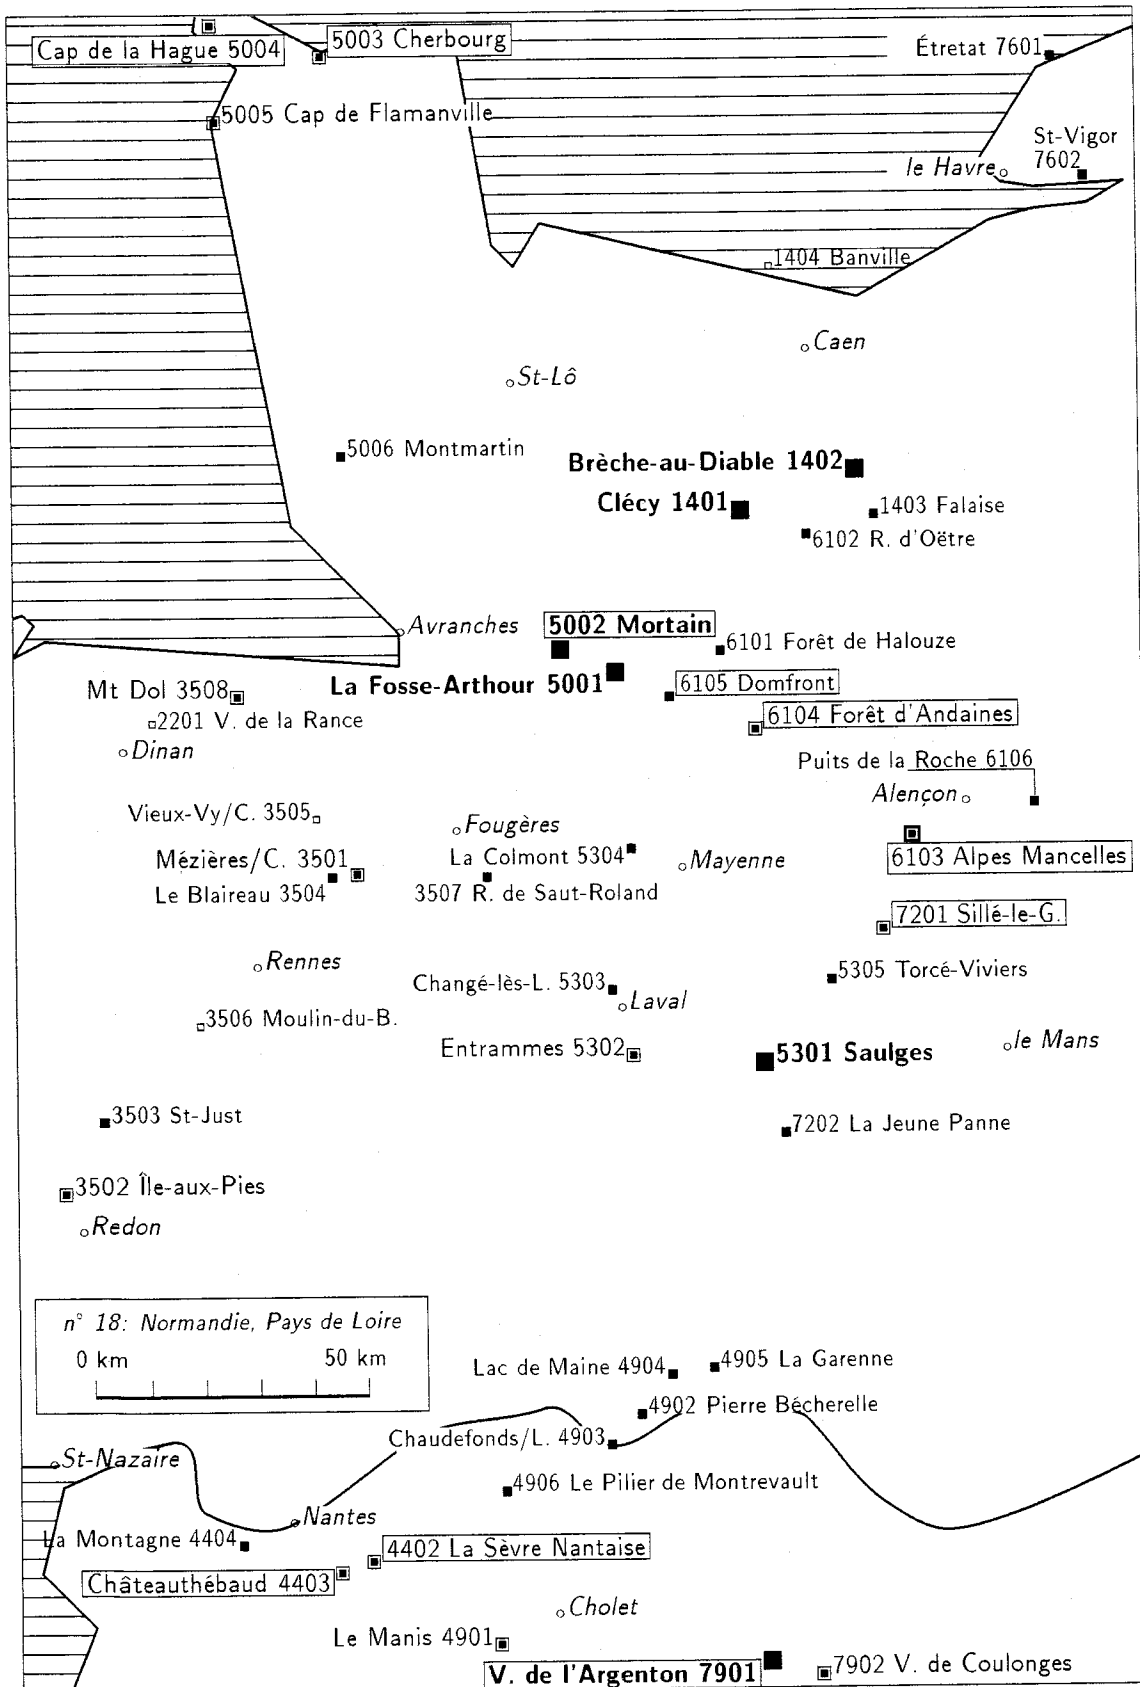 Cap de la Hague 5004
5003 Cherbourg
Étretat 7601
5005 Cap de Flamanville
St-Vigor
7602
le Havre
1404 Banville
Caen
St-Lô
5006 Montmartin
Brèche-au-Diable 1402
Clécy 1401
1403 Falaise
6102 R. d'Oëtre
Avranches
5002 Mortain
6101 Forêt de Halouze
Mt Dol 3508
La Fosse-Arthour 5001
6105 Domfront
2201 V. de la Rance
6104 Forêt d'Andaines
Dinan
Puits de la Roche 6106
Alençon
Vieux-Vy/C. 3505
Fougères
Mézières/C. 3501
La Colmont 5304
Mayenne
6103 Alpes Mancelles
Le Blaireau 3504
3507 R. de Saut-Roland
7201 Sillé-le-G.
Rennes
Changé-lès-L. 5303
5305 Torcé-Viviers
Laval
3506 Moulin-du-B.
Entrammes 5302
5301 Saulges
le Mans
3503 St-Just
7202 La Jeune Panne
3502 Île-aux-Pies
Redon
n° 18: Normandie, Pays de Loire
0 km 50 km
Lac de Maine 4904
4905 La Garenne
4902 Pierre Bécherelle
Chaudefonds/L. 4903
St-Nazaire
4906 Le Pilier de Montrevault
Nantes
La Montagne 4404
4402 La Sèvre Nantaise
Châteauthébaud 4403
Cholet
Le Manis 4901
V. de l'Argenton 7901
7902 V. de Coulonges